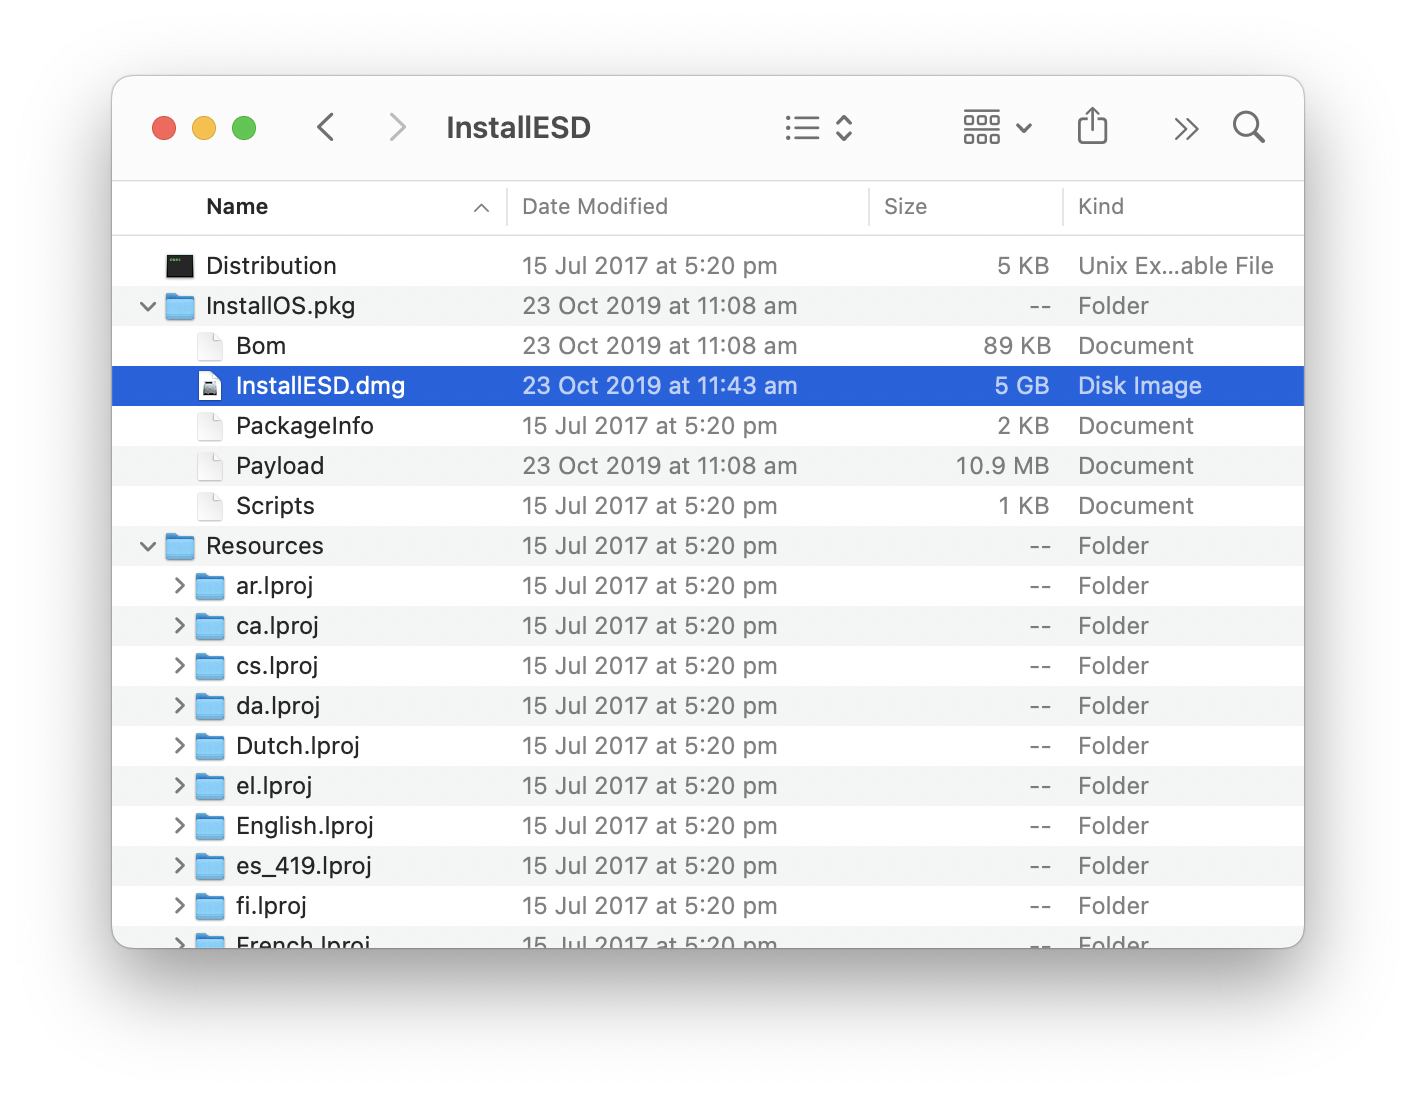 InstallESD
Name Date Modified Size Kind
Distribution 15 Jul 2017 at 5:20 pm 5 KB Unix Ex...able File
InstallOS.pkg 23 Oct 2019 at 11:08 am -- Folder
Bom 23 Oct 2019 at 11:08 am 89 KB Document
InstallESD.dmg 23 Oct 2019 at 11:43 am 5 GB Disk Image
PackageInfo 15 Jul 2017 at 5:20 pm 2 KB Document
Payload 23 Oct 2019 at 11:08 am 10.9 MB Document
Scripts 15 Jul 2017 at 5:20 pm 1 KB Document
Resources 15 Jul 2017 at 5:20 pm -- Folder
ar.lproj 15 Jul 2017 at 5:20 pm -- Folder
ca.lproj 15 Jul 2017 at 5:20 pm -- Folder
cs.lproj 15 Jul 2017 at 5:20 pm -- Folder
da.lproj 15 Jul 2017 at 5:20 pm -- Folder
Dutch.lproj 15 Jul 2017 at 5:20 pm -- Folder
el.lproj 15 Jul 2017 at 5:20 pm -- Folder
English.lproj 15 Jul 2017 at 5:20 pm -- Folder
es_419.lproj 15 Jul 2017 at 5:20 pm -- Folder
fi.lproj 15 Jul 2017 at 5:20 pm -- Folder
French.lproj 15 Jul 2017 at 5:20 pm -- Folder